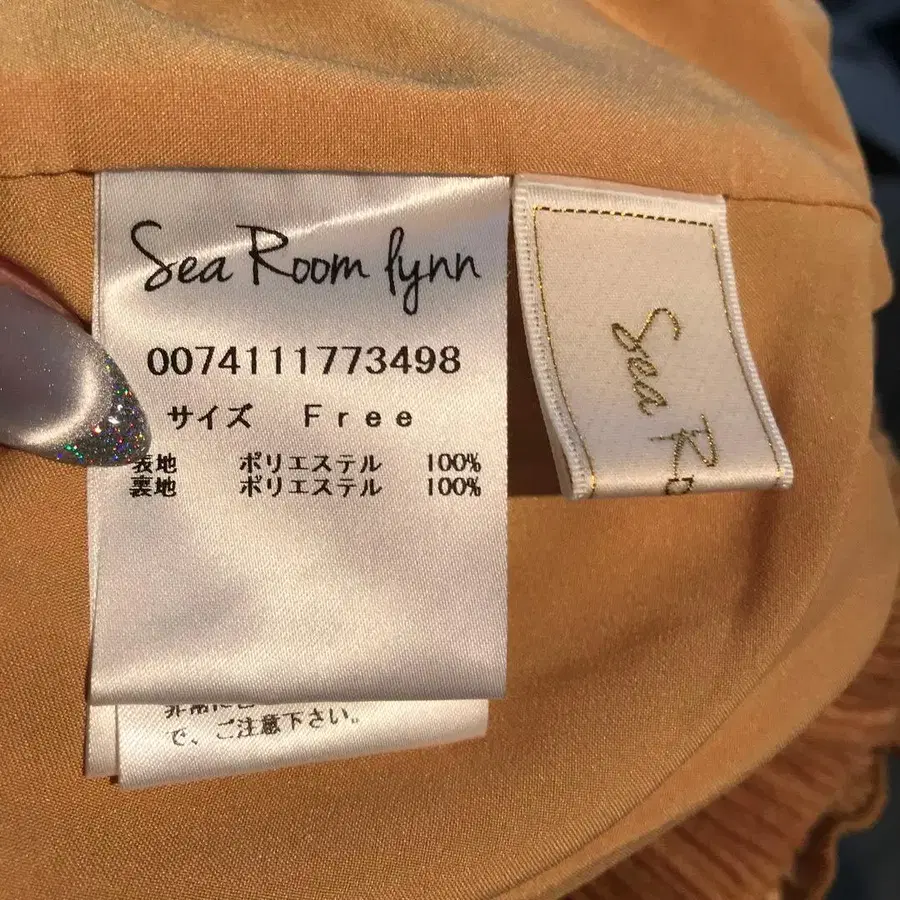 Sea Room lynn
0074111773498
サイズ Free
表地 ポリエステル 100%
裏地 ポリエステル 100%
で、ご注意下さい。
Sea